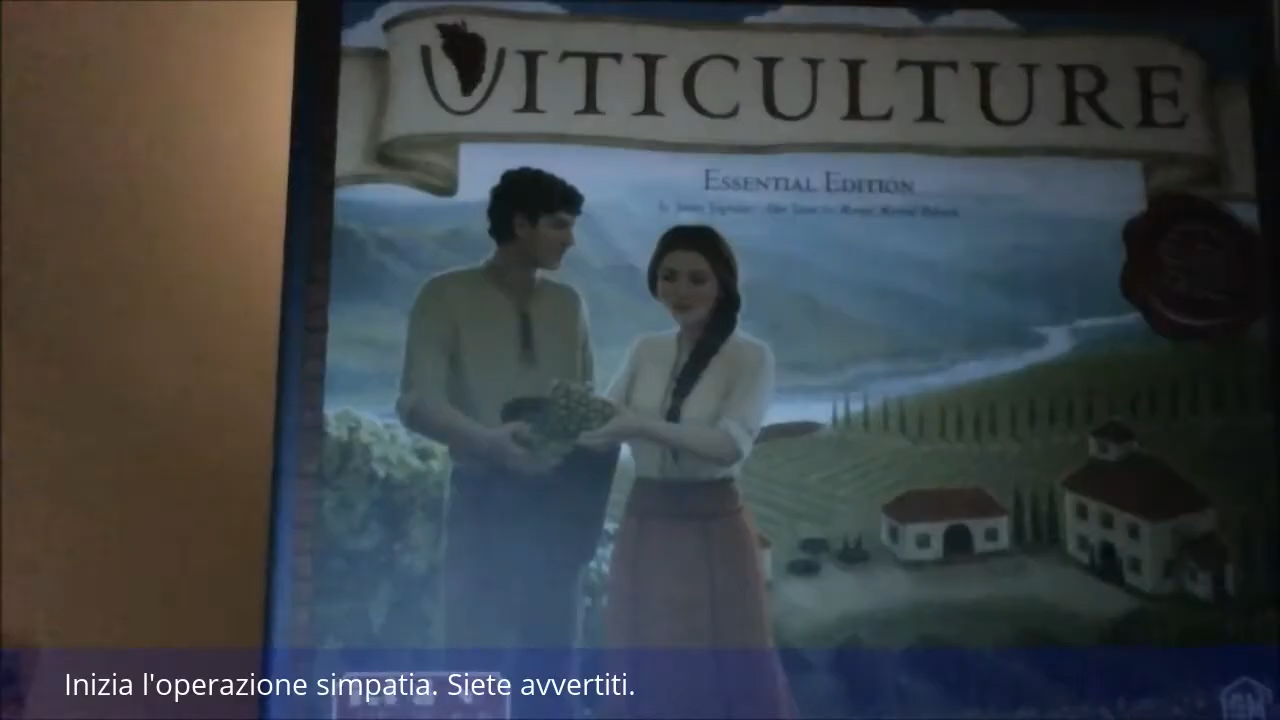 VITICULTURE
ESSENTIAL EDITION
Inizia l'operazione simpatia. Siete avvertiti.